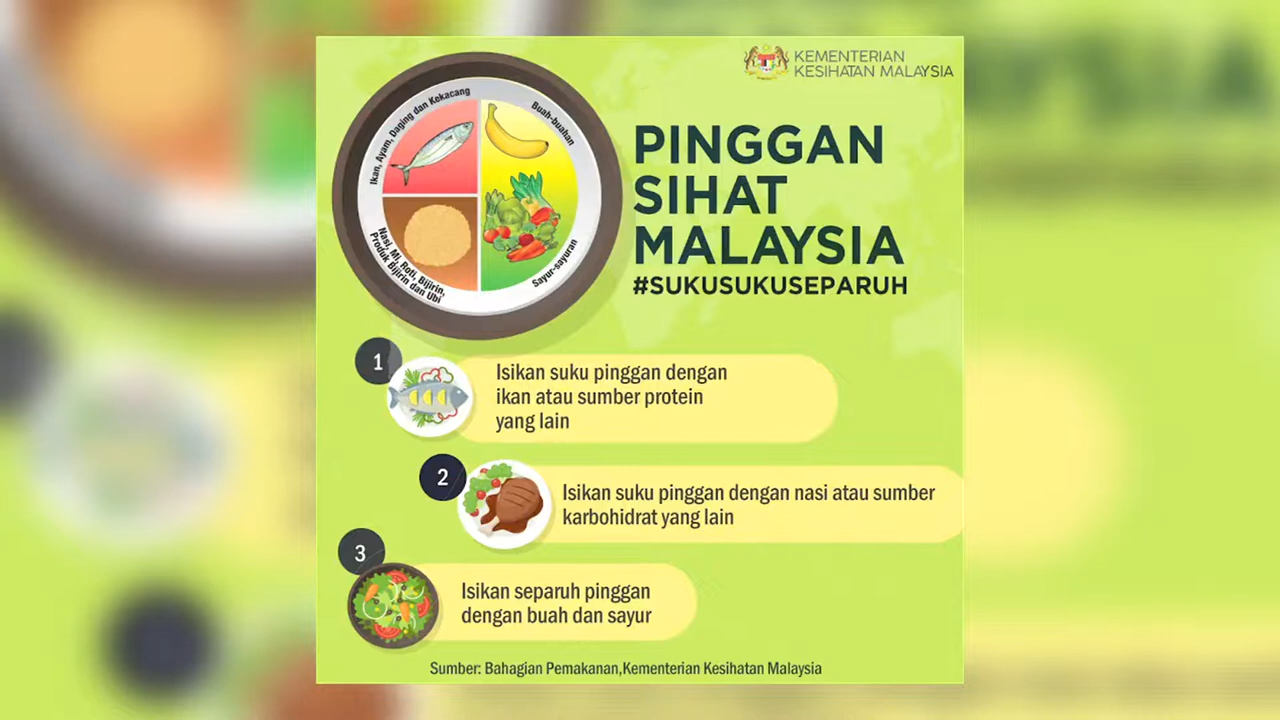 KEMENTERIAN
KESIHATAN MALAYSIA
Ikan, Ayam, Daging dan Kekacang
Buah-buahan
Nasi, Mi, Roti, Bijirin,
Produk Bijirin dan Ubi
Sayur-sayuran
PINGGAN
SIHAT
MALAYSIA
#SUKUSUKUSEPARUH
1
Isikan suku pinggan dengan
ikan atau sumber protein
yang lain
2
Isikan suku pinggan dengan nasi atau sumber
karbohidrat yang lain
3
Isikan separuh pinggan
dengan buah dan sayur
Sumber: Bahagian Pemakanan,Kementerian Kesihatan Malaysia